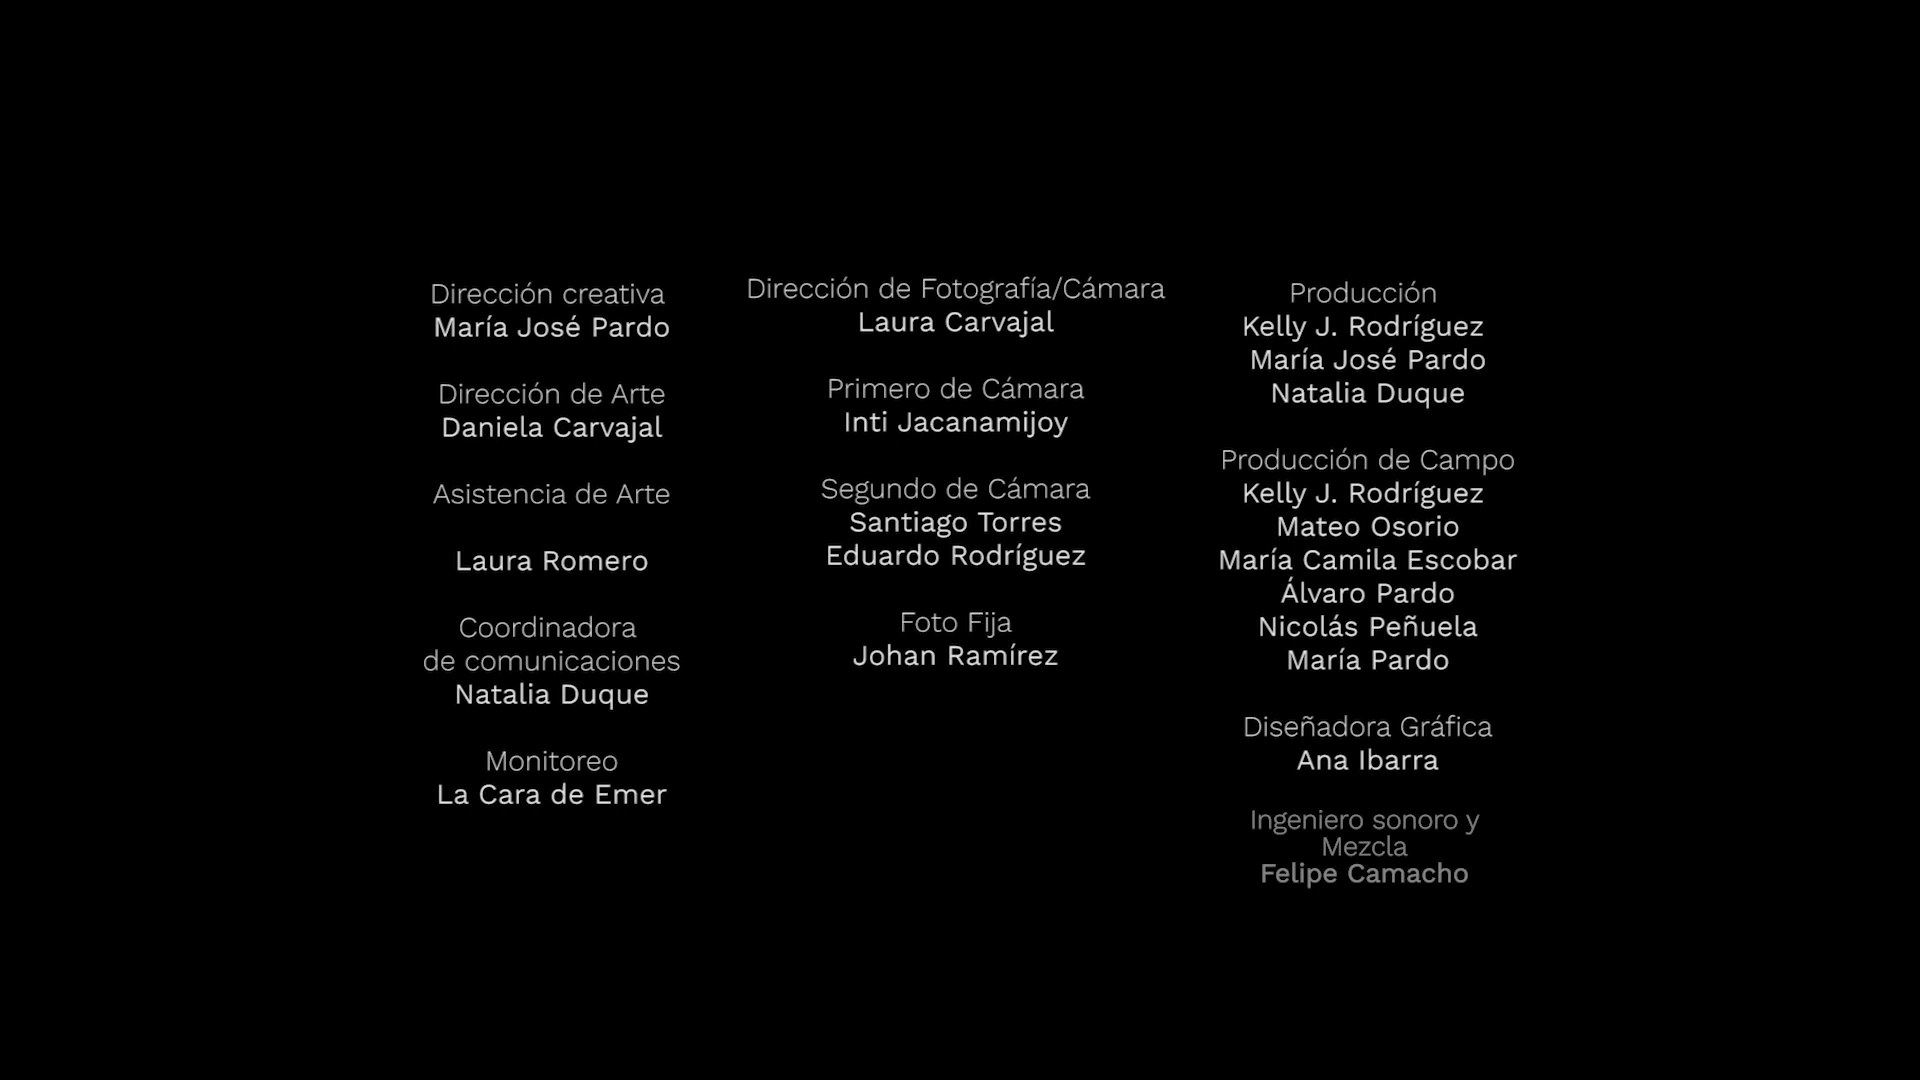 Dirección creativa
María José Pardo
Dirección de Arte
Daniela Carvajal
Asistencia de Arte
Laura Romero
Coordinadora
de comunicaciones
Natalia Duque
Monitoreo
La Cara de Emer
Dirección de Fotografía/Cámara
Laura Carvajal
Primero de Cámara
Inti Jacanamijoy
Segundo de Cámara
Santiago Torres
Eduardo Rodríguez
Foto Fija
Johan Ramírez
Producción
Kelly J. Rodríguez
María José Pardo
Natalia Duque
Producción de Campo
Kelly J. Rodríguez
Mateo Osorio
María Camila Escobar
Álvaro Pardo
Nicolás Peñuela
María Pardo
Diseñadora Gráfica
Ana Ibarra
Ingeniero sonoro y
Mezcla
Felipe Camacho